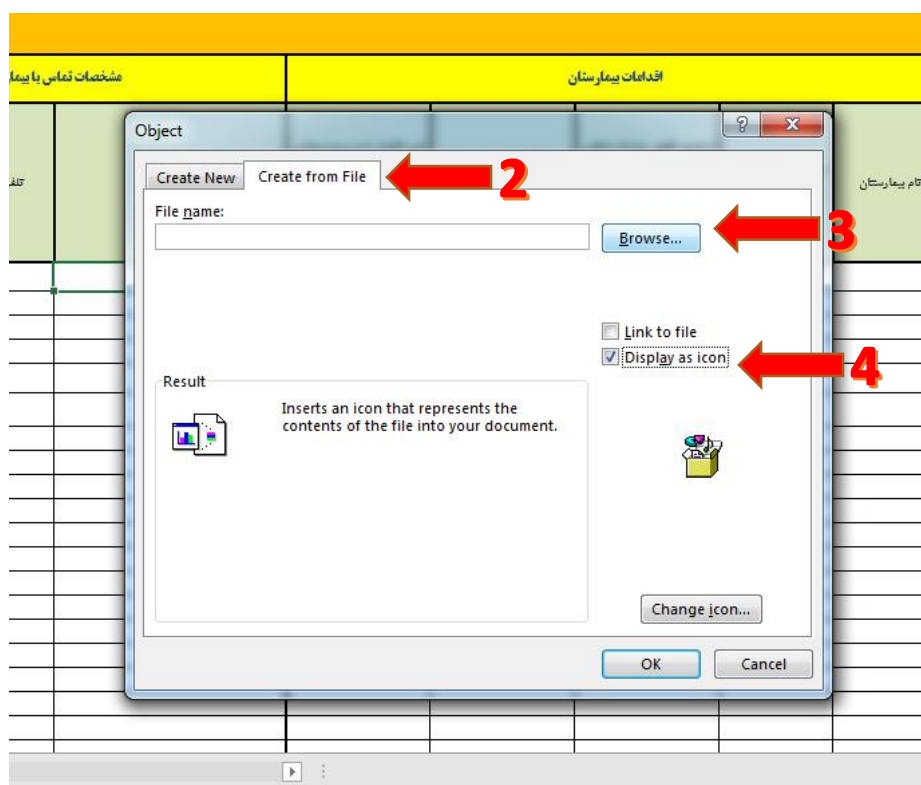 مشخصات تماس با بیمار
اقدامات بیمارستان
Object
Create New
Create from File
2
نام بیمارستان
File name:
Browse...
3
Link to file
Display as icon
4
Result
Inserts an icon that represents the
contents of the file into your document.
Change icon...
OK
Cancel